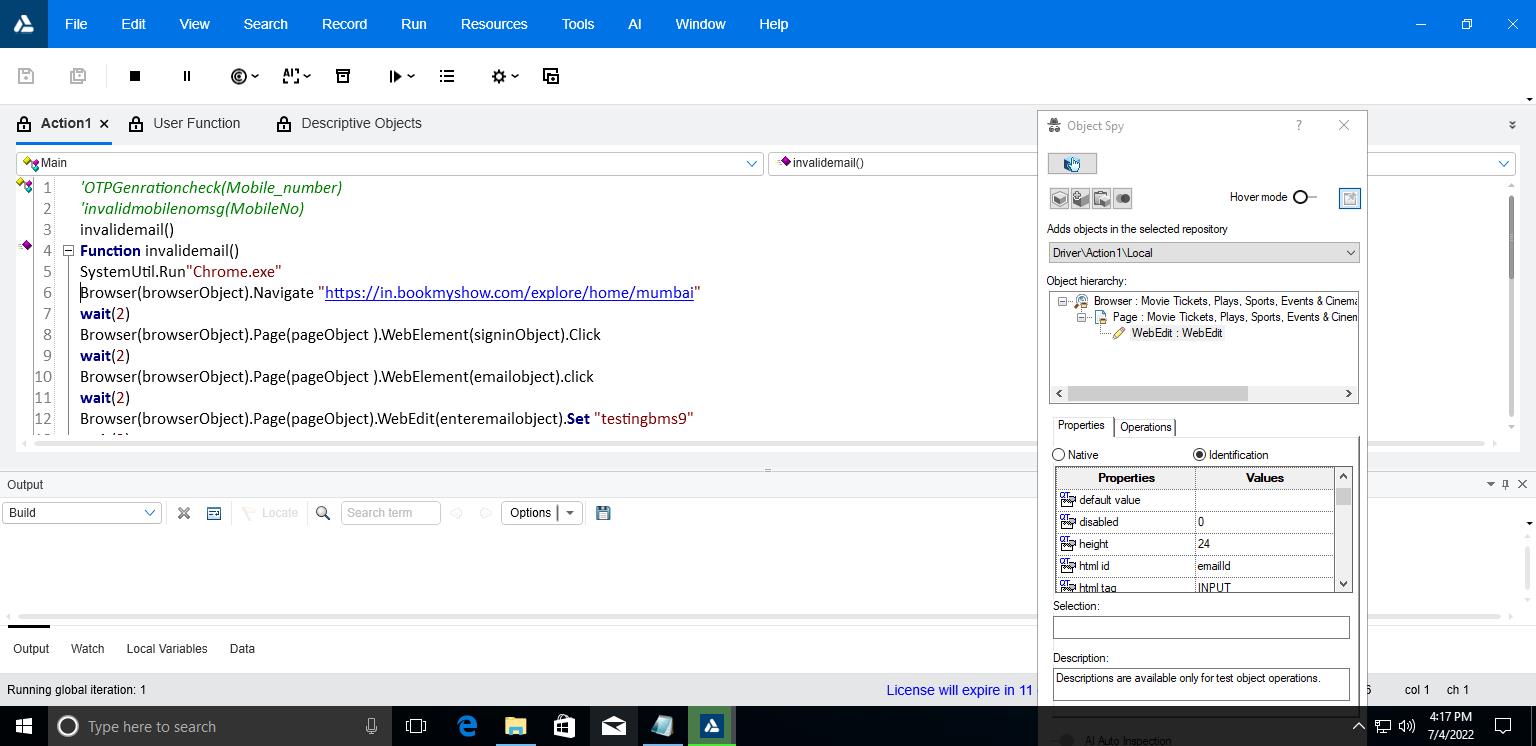 File Edit View Search Record Run Resources Tools AI Window Help
Action1 User Function Descriptive Objects
Main invalidemail()
1 'OTPGenrationcheck(Mobile_number)
2 'invalidmobilenomsg(MobileNo)
3 invalidemail()
4 Function invalidemail()
5 SystemUtil.Run"Chrome.exe"
6 Browser(browserObject).Navigate "https://in.bookmyshow.com/explore/home/mumbai"
7 wait(2)
8 Browser(browserObject).Page(pageObject ).WebElement(signinObject).Click
9 wait(2)
10 Browser(browserObject).Page(pageObject ).WebElement(emailobject).click
11 wait(2)
12 Browser(browserObject).Page(pageObject).WebEdit(enteremailobject).Set "testingbms9"
Object Spy ?
Hover mode
Adds objects in the selected repository
Driver\Action1\Local
Object hierarchy:
Browser : Movie Tickets, Plays, Sports, Events & Cinema
Page : Movie Tickets, Plays, Sports, Events & Cinem
WebEdit : WebEdit
Properties Operations
Native Identification
Properties Values
default value
disabled 0
height 24
html id emailId
html tag INPUT
Selection:
Description:
Descriptions are available only for test object operations.
AI Auto Inspection
Output
Build Locate Search term Options
Output Watch Local Variables Data
Running global iteration: 1 License will expire in 11 6 col 1 ch 1
Type here to search
4:17 PM
7/4/2022